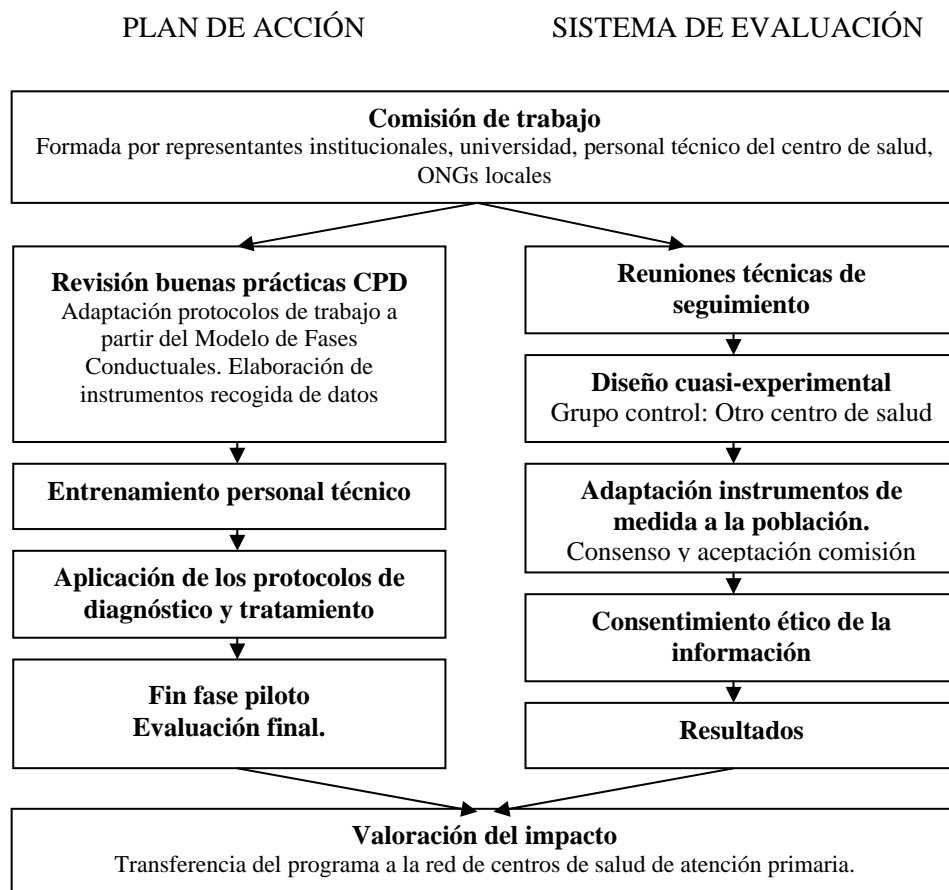 PLAN DE ACCIÓN
SISTEMA DE EVALUACIÓN
Comisión de trabajo
Formada por representantes institucionales, universidad, personal técnico del centro de salud,
ONGs locales
Revisión buenas prácticas CPD
Adaptación protocolos de trabajo a
partir del Modelo de Fases
Conductuales. Elaboración de
instrumentos recogida de datos
Entrenamiento personal técnico
Aplicación de los protocolos de
diagnóstico y tratamiento
Fin fase piloto
Evaluación final.
Reuniones técnicas de
seguimiento
Diseño cuasi-experimental
Grupo control: Otro centro de salud
Adaptación instrumentos de
medida a la población.
Consenso y aceptación comisión
Consentimiento ético de la
información
Resultados
Valoración del impacto
Transferencia del programa a la red de centros de salud de atención primaria.